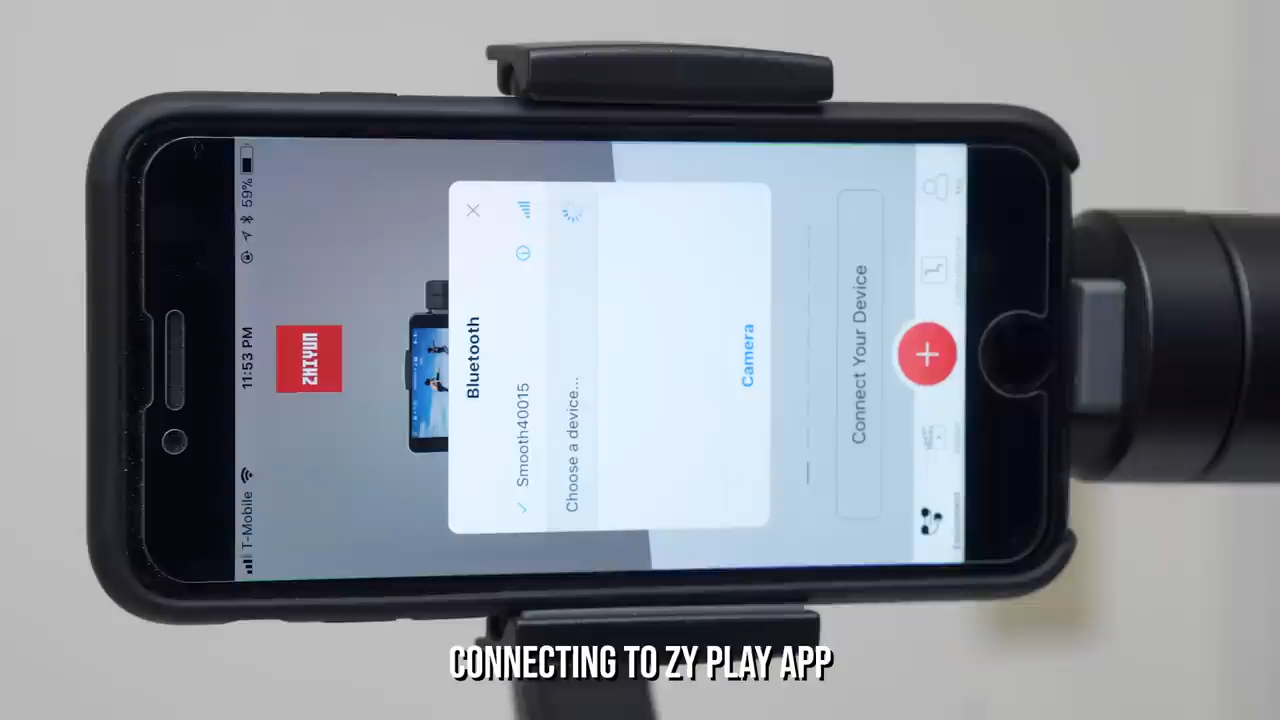 T-Mobile
11:53 PM
59%
ZHIYUN
Bluetooth
Smooth40015
Choose a device...
Camera
Connect Your Device
CONNECTING TO ZY PLAY APP